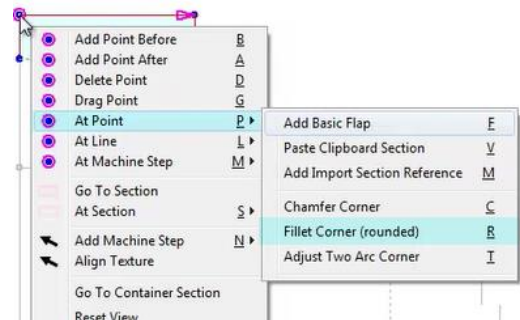 Add Point Before B
Add Point After A
Delete Point D
Drag Point G
At Point P
At Line L
At Machine Step M
Go To Section
At Section S
Add Machine Step N
Align Texture
Go To Container Section
Reset View
Add Basic Flap F
Paste Clipboard Section V
Add Import Section Reference M
Chamfer Corner C
Fillet Corner (rounded) R
Adjust Two Arc Corner T